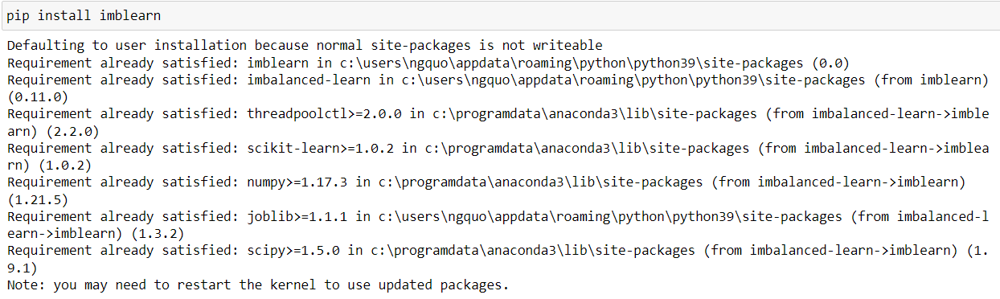 pip install imblearn
Defaulting to user installation because normal site-packages is not writeable
Requirement already satisfied: imblearn in c:\users\ngquo\appdata\roaming\python\python39\site-packages (0.0)
Requirement already satisfied: imbalanced-learn in c:\users\ngquo\appdata\roaming\python\python39\site-packages (from imblearn)
(0.11.0)
Requirement already satisfied: threadpoolctl>=2.0.0 in c:\programdata\anaconda3\lib\site-packages (from imbalanced-learn->imble
arn) (2.2.0)
Requirement already satisfied: scikit-learn>=1.0.2 in c:\programdata\anaconda3\lib\site-packages (from imbalanced-learn->imblea
rn) (1.0.2)
Requirement already satisfied: numpy>=1.17.3 in c:\programdata\anaconda3\lib\site-packages (from imbalanced-learn->imblearn)
(1.21.5)
Requirement already satisfied: joblib>=1.1.1 in c:\users\ngquo\appdata\roaming\python\python39\site-packages (from imbalanced-l
earn->imblearn) (1.3.2)
Requirement already satisfied: scipy>=1.5.0 in c:\programdata\anaconda3\lib\site-packages (from imbalanced-learn->imblearn) (1.
9.1)
Note: you may need to restart the kernel to use updated packages.